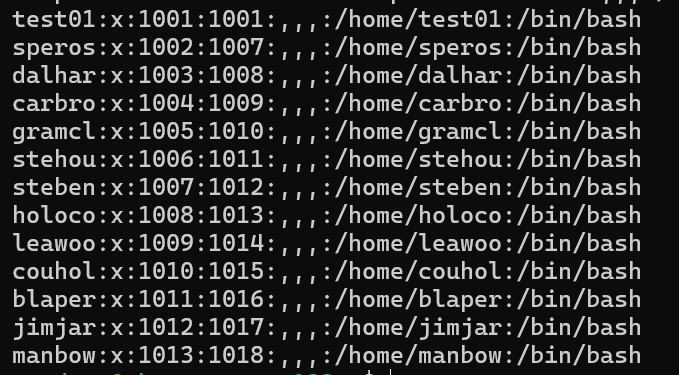 test01:x:1001:1001:,,,:/home/test01:/bin/bash
speros:x:1002:1007:,,,:/home/speros:/bin/bash
dalhar:x:1003:1008:,,,:/home/dalhar:/bin/bash
carbro:x:1004:1009:,,,:/home/carbro:/bin/bash
gramcl:x:1005:1010:,,,:/home/gramcl:/bin/bash
stehou:x:1006:1011:,,,:/home/stehou:/bin/bash
steben:x:1007:1012:,,,:/home/steben:/bin/bash
holoco:x:1008:1013:,,,:/home/holoco:/bin/bash
leawoo:x:1009:1014:,,,:/home/leawoo:/bin/bash
couhol:x:1010:1015:,,,:/home/couhol:/bin/bash
blaper:x:1011:1016:,,,:/home/blaper:/bin/bash
jimjar:x:1012:1017:,,,:/home/jimjar:/bin/bash
manbow:x:1013:1018:,,,:/home/manbow:/bin/bash